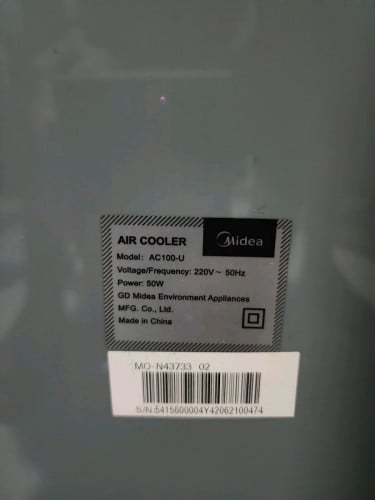 AIR COOLER
Midea
Model: AC100-U
Voltage/Frequency: 220V ~ 50Hz
Power: 50W
GD Midea Environment Appliances
MFG. Co., Ltd.
Made in China
MO-N43733 02
S/N:5415600004Y42062100474